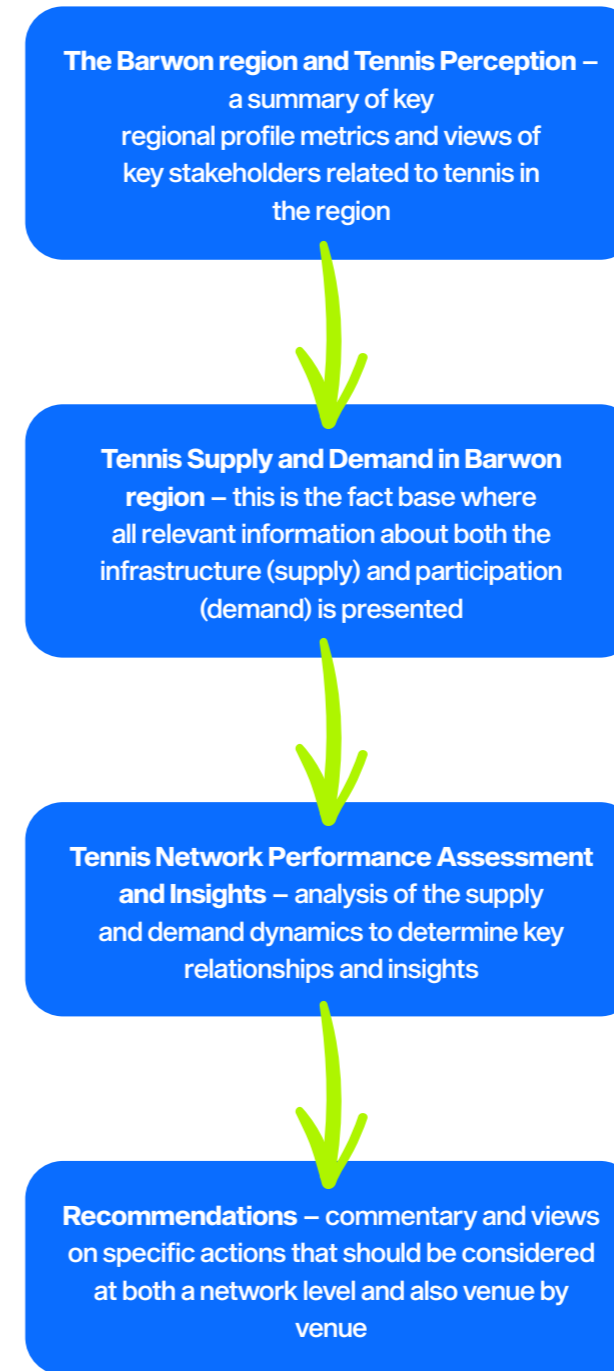 The Barwon region and Tennis Perception –
a summary of key
regional profile metrics and views of
key stakeholders related to tennis in
the region
Tennis Supply and Demand in Barwon
region – this is the fact base where
all relevant information about both the
infrastructure (supply) and participation
(demand) is presented
Tennis Network Performance Assessment
and Insights – analysis of the supply
and demand dynamics to determine key
relationships and insights
Recommendations – commentary and views
on specific actions that should be considered
at both a network level and also venue by
venue